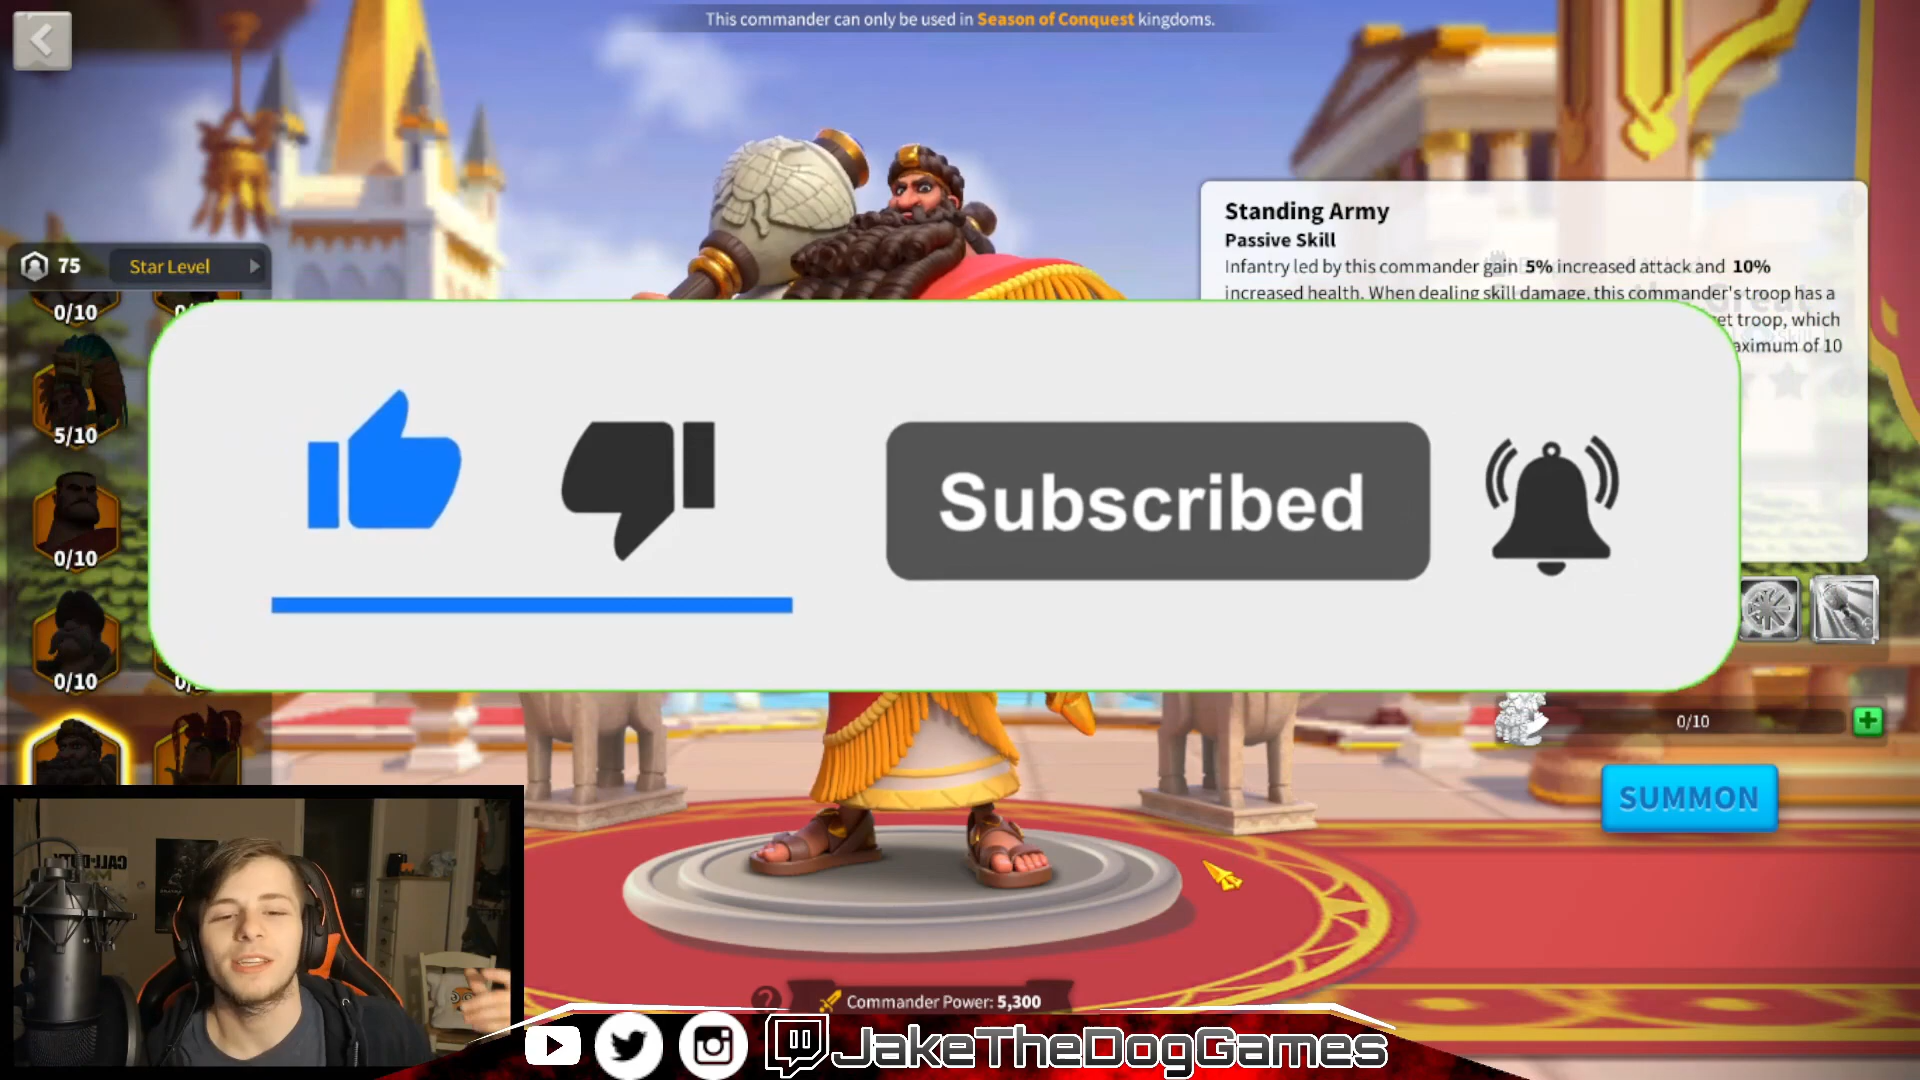 This commander can only be used in Season of Conquest kingdoms.
75
Star Level
Standing Army
Passive Skill
Infantry led by this commander gain 5% increased attack and 10%
increased health. When dealing skill damage, this commander's troop has a
et troop, which
aximum of 10
0/10
5/10
0/10
0/10
Subscribed
0/10
SUMMON
Commander Power: 5,300
JakeTheDogGames